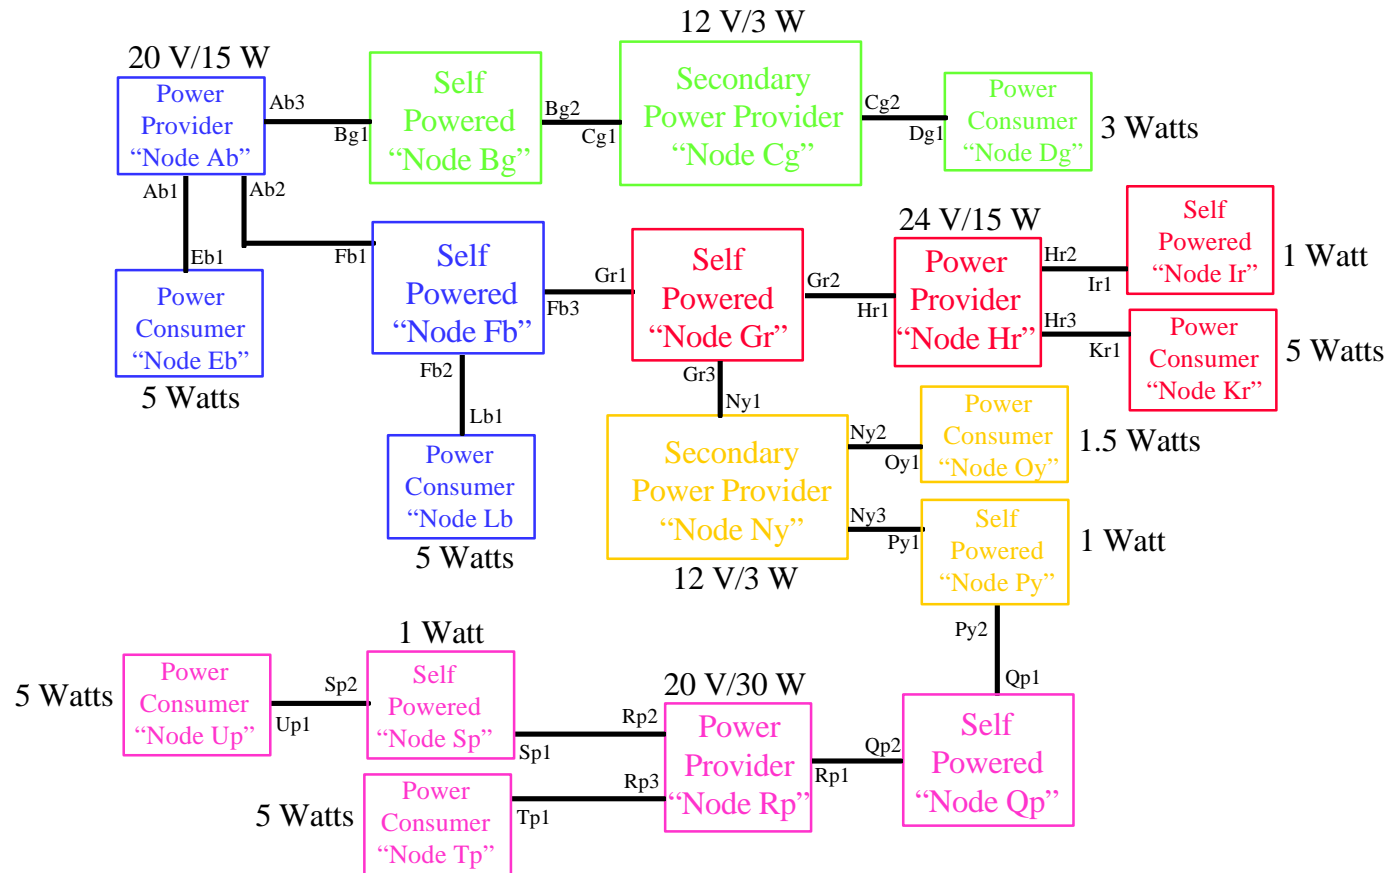 12 V/3 W
20 V/15 W
Power
Provider
“Node Ab”
Ab3
Bg1
Self
Powered
“Node Bg”
Bg2
Cg1
Secondary
Power Provider
“Node Cg”
Cg2
Dg1
Power
Consumer
“Node Dg”
3 Watts
Ab1
Ab2
Eb1
Fb1
Power
Consumer
“Node Eb”
5 Watts
Self
Powered
“Node Fb”
Gr1
Fb3
Self
Powered
“Node Gr”
Gr2
Hr1
24 V/15 W
Power
Provider
“Node Hr”
Hr2
Ir1
Self
Powered
“Node Ir”
1 Watt
Hr3
Kr1
Power
Consumer
“Node Kr”
5 Watts
Fb2
Lb1
Power
Consumer
“Node Lb
5 Watts
Gr3
Ny1
Secondary
Power Provider
“Node Ny”
12 V/3 W
Ny2
Oy1
Power
Consumer
“Node Oy”
1.5 Watts
Ny3
Py1
Self
Powered
“Node Py”
1 Watt
Py2
Qp1
5 Watts
Power
Consumer
“Node Up”
Sp2
Up1
1 Watt
Self
Powered
“Node Sp”
Sp1
Rp2
20 V/30 W
Power
Provider
“Node Rp”
Qp2
Rp1
Self
Powered
“Node Qp”
5 Watts
Power
Consumer
“Node Tp”
Tp1
Rp3